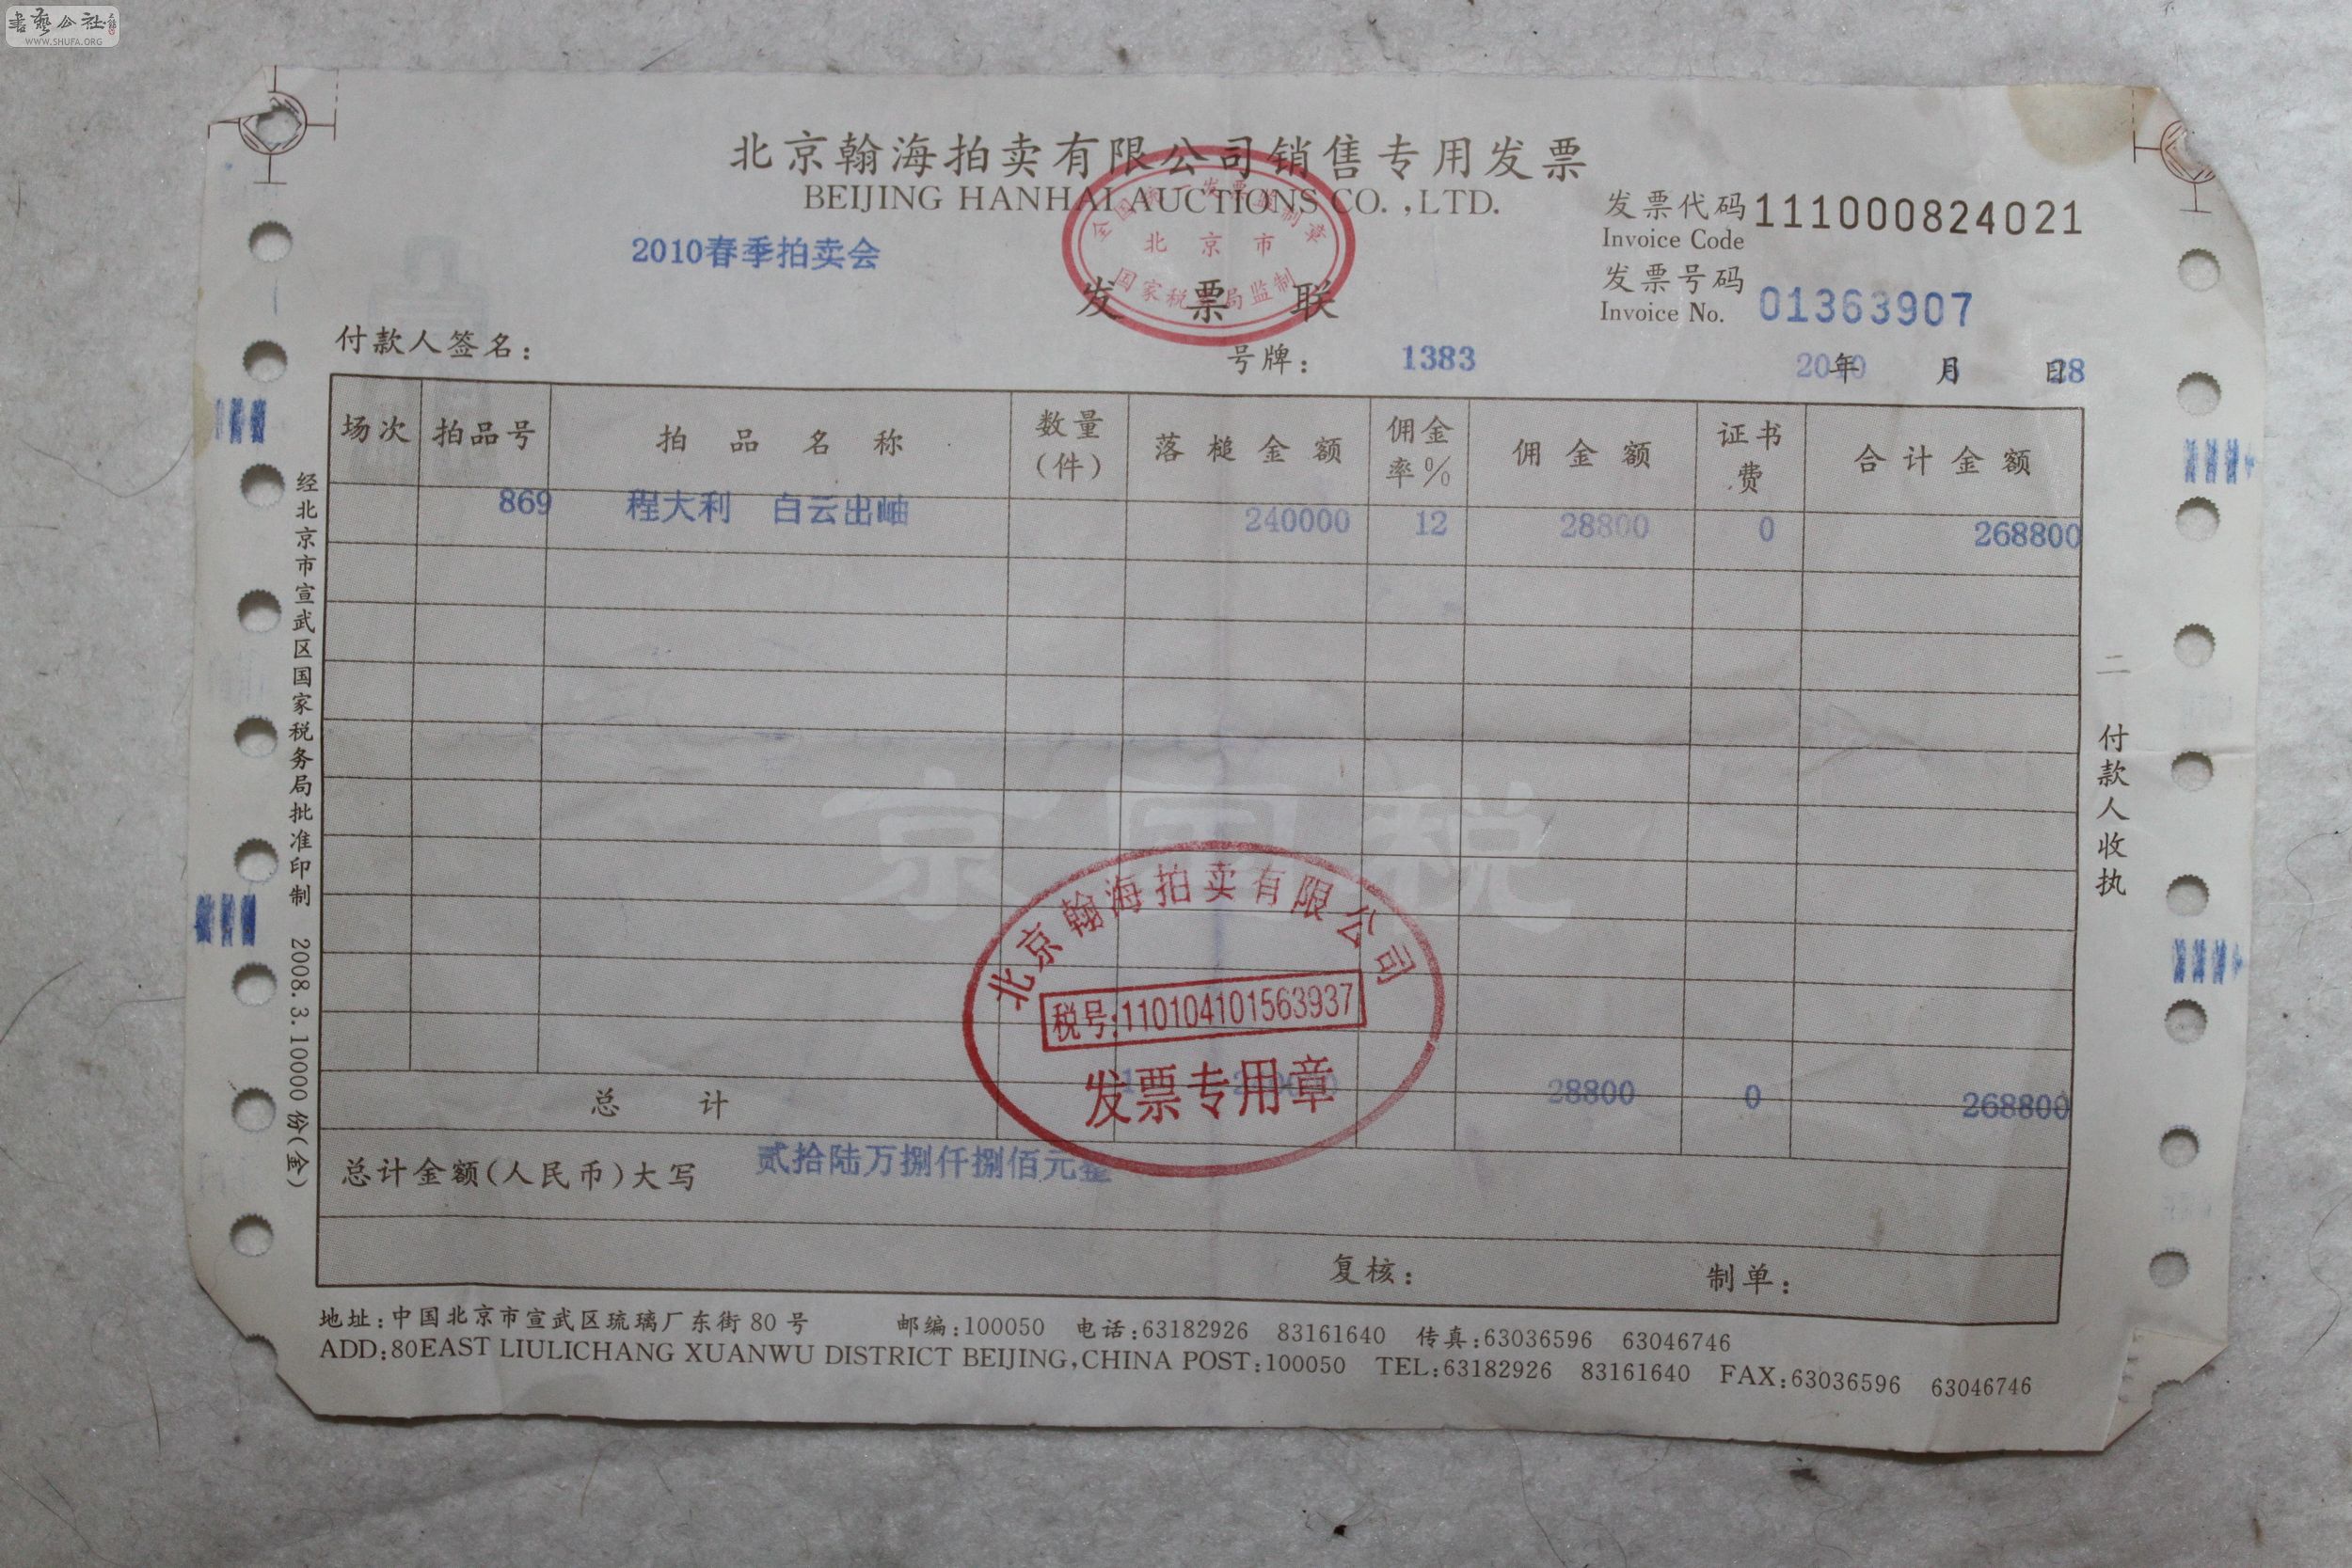 書藝公社
WWW.SHUFA.ORG
北京翰海拍卖有限公司销售专用发票
BEIJING HANHAI AUCTIONS CO.,LTD.
发票代码 111000824021
Invoice Code
2010春季拍卖会
北京市
国家税务局监制
发票联
发票号码
Invoice No. 01363907
付款人签名：
号牌： 1383
2010年 月 日28
场次 拍品号 拍品名称 数量(件) 落槌金额 佣金率% 佣金额 证书费 合计金额
869 程大利 白云出岫 240000 12 28800 0 268800
京国税
北京翰海拍卖有限公司
税号:110104101563937
发票专用章
总计 28800 0 268800
总计金额(人民币)大写 贰拾陆万捌仟捌佰元整
复核： 制单：
经北京市宣武区国家税务局批准印制 2008.3.10000份(金)
二 付款人收执
地址:中国北京市宣武区琉璃厂东街80号 邮编:100050 电话:63182926 83161640 传真:63036596 63046746
ADD:80EAST LIULICHANG XUANWU DISTRICT BEIJING,CHINA POST:100050 TEL:63182926 83161640 FAX:63036596 63046746